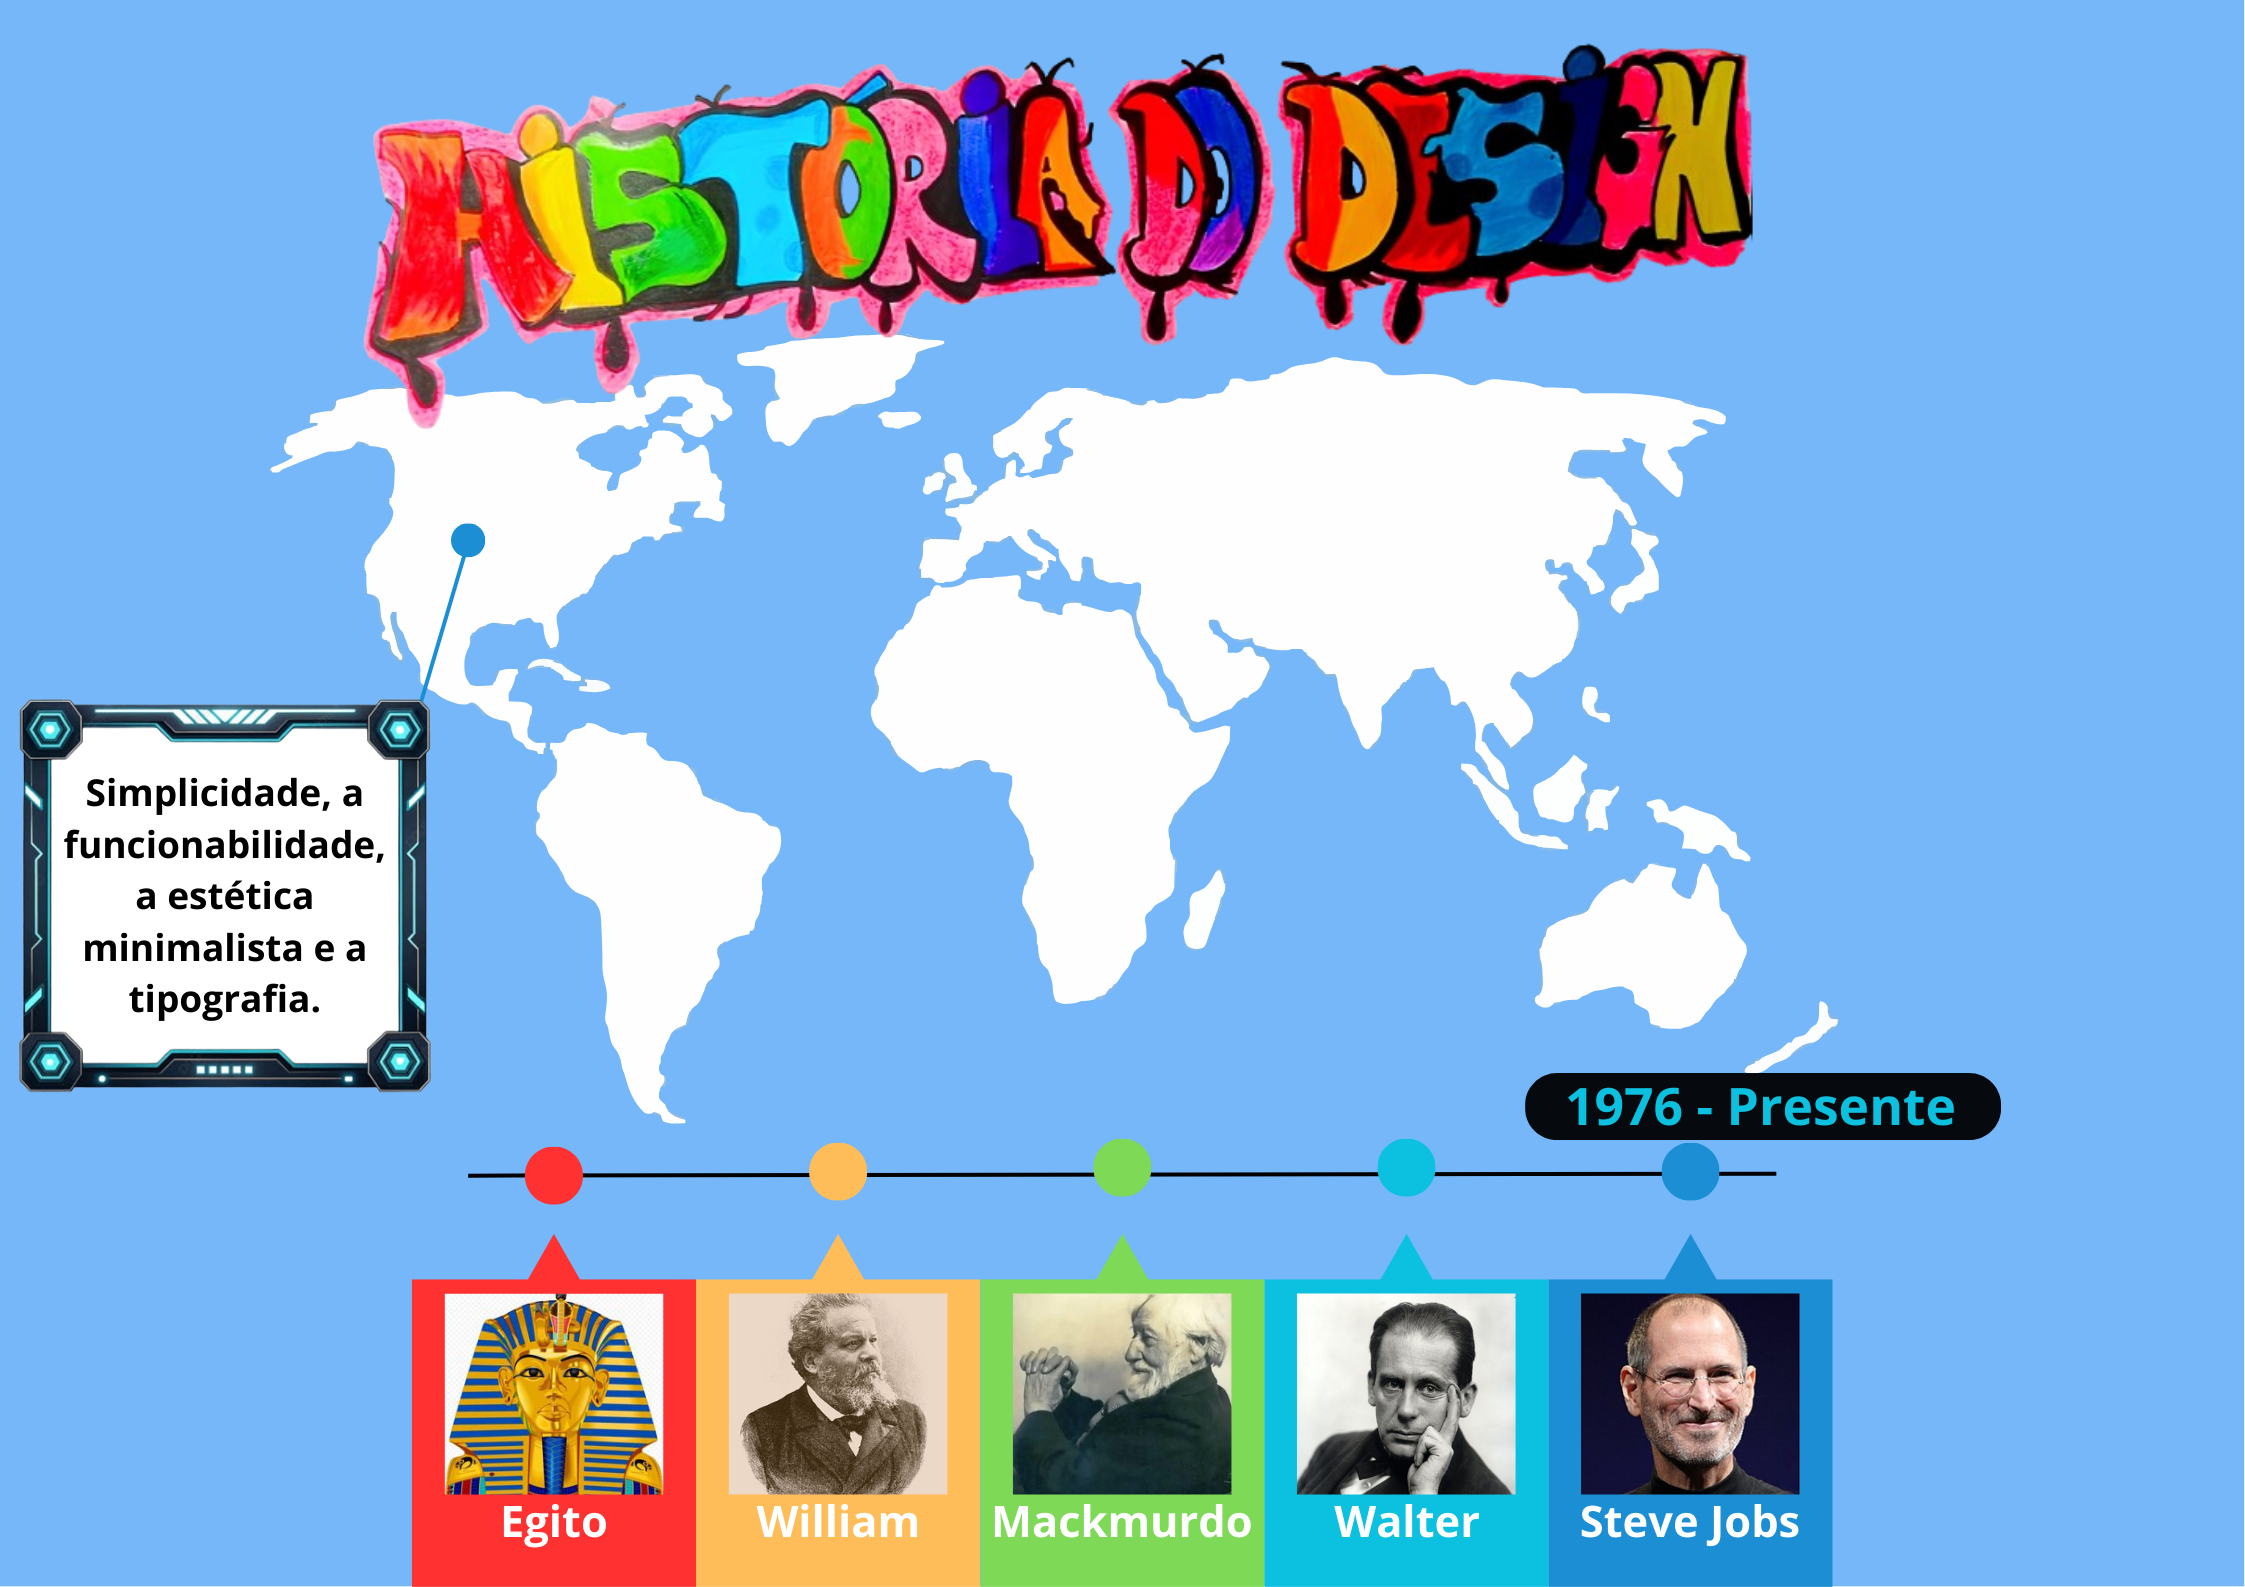 HISTÓRIA DO DESIGN
Simplicidade, a
funcionabilidade,
a estética
minimalista e a
tipografia.
1976 - Presente
Egito
William
Mackmurdo
Walter
Steve Jobs